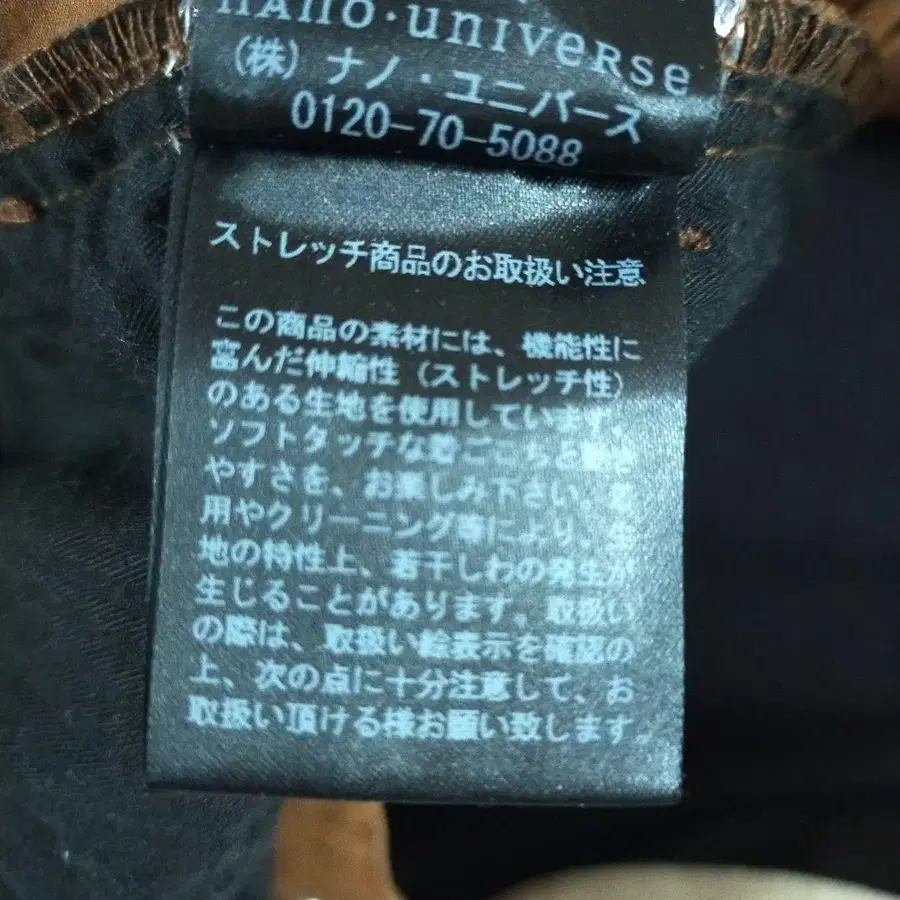 nano·universe
(株) ナノ・ユニバース
0120-70-5088
ストレッチ商品のお取扱い注意
この商品の素材には、機能性に
富んだ伸縮性(ストレッチ性)
のある生地を使用しています。
ソフトタッチな着ごこちと
やすさを、お楽しみ下さい。
用やクリーニング等により、生
地の特性上、若干しわの発生が
生じることがあります。取扱い
の際は、取扱い絵表示を確認の
上、次の点に十分注意して、お
取扱い頂ける様お願い致します。